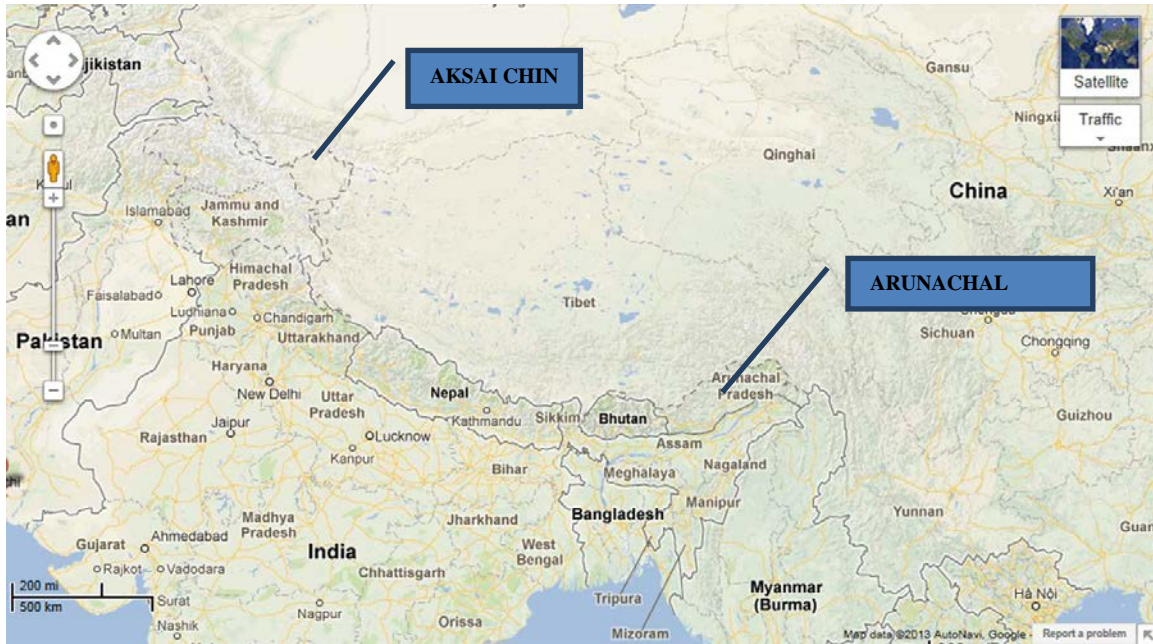 jikistan
AKSAI CHIN
Gansu
Satellite
Traffic
Ningxi
Qinghai
China
Xi'an
Islamabad
Jammu and
Kashmir
an
Himachal
Pradesh
Lahore
Faisalabad
Ludhiana
Chandigarh
Punjab
Multan
Pakistan
Uttarakhand
Tibet
ARUNACHAL
Sichuan
Chongqing
Haryana
New Delhi
Nepal
Arunachal
Pradesh
Uttar
Pradesh
Kathmandu
Sikkim
Bhutan
Guizhou
Jaipur
Rajasthan
Lucknow
Kanpur
Assam
Bihar
Meghalaya
Nagaland
Manipur
Bangladesh
Yunnan
Madhya
Pradesh
Jharkhand
Gujarat
Ahmedabad
India
West
Bengal
Guan
Rajkot
Vadodara
Chhattisgarh
200 mi
500 km
Surat
Nagpur
Orissa
Tripura
Myanmar
(Burma)
Hà Nội
Nashik
Mizoram
Map data ©2013 AutoNavi, Google -
Report a problem